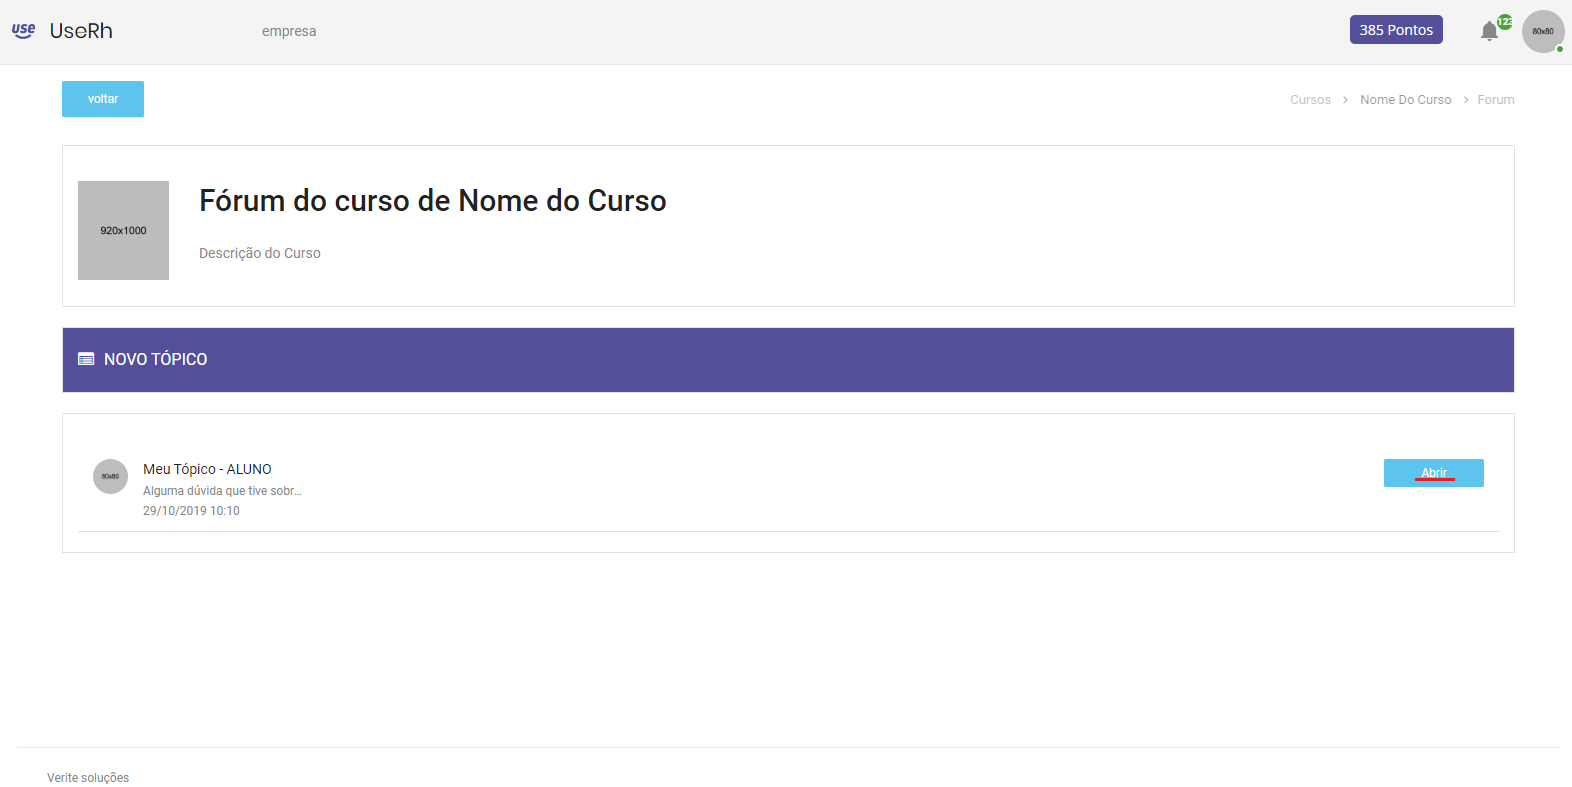 use UseRh empresa 385 Pontos 123 80x80
voltar Cursos > Nome Do Curso > Forum
Fórum do curso de Nome do Curso
920x1000
Descrição do Curso
NOVO TÓPICO
80x80 Meu Tópico - ALUNO Abrir
Alguma dúvida que tive sobr...
29/10/2019 10:10
Verite soluções